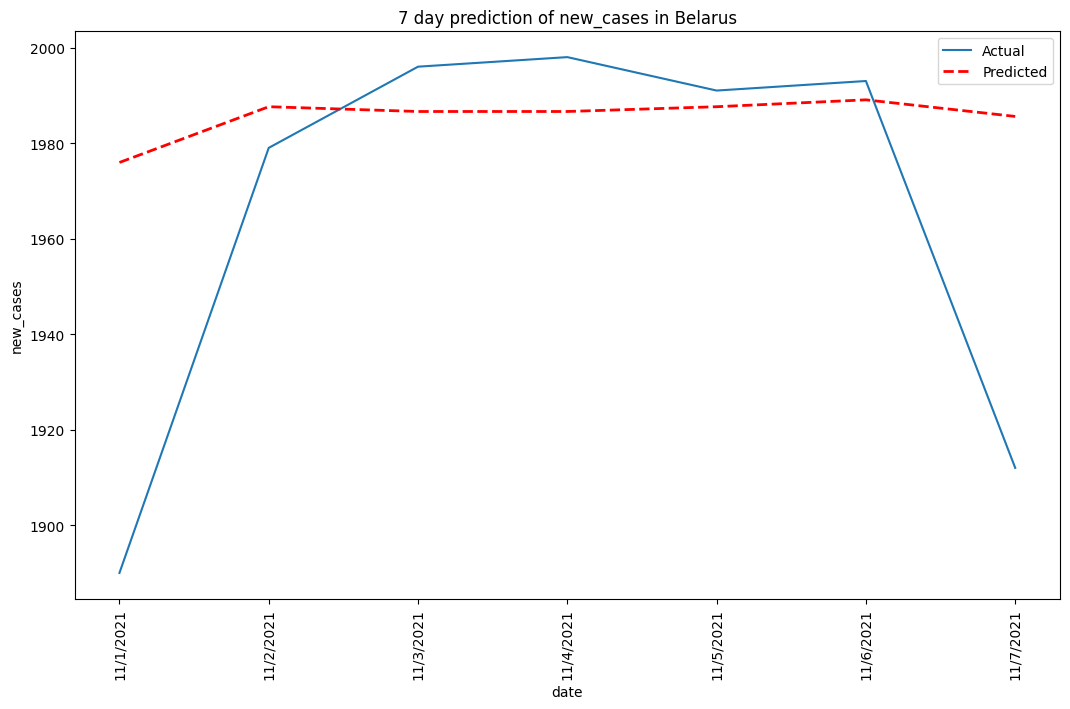 7 day prediction of new_cases in Belarus
Actual
Predicted
2000
1980
1960
1940
1920
1900
new_cases
11/1/2021
11/2/2021
11/3/2021
11/4/2021
11/5/2021
11/6/2021
11/7/2021
date